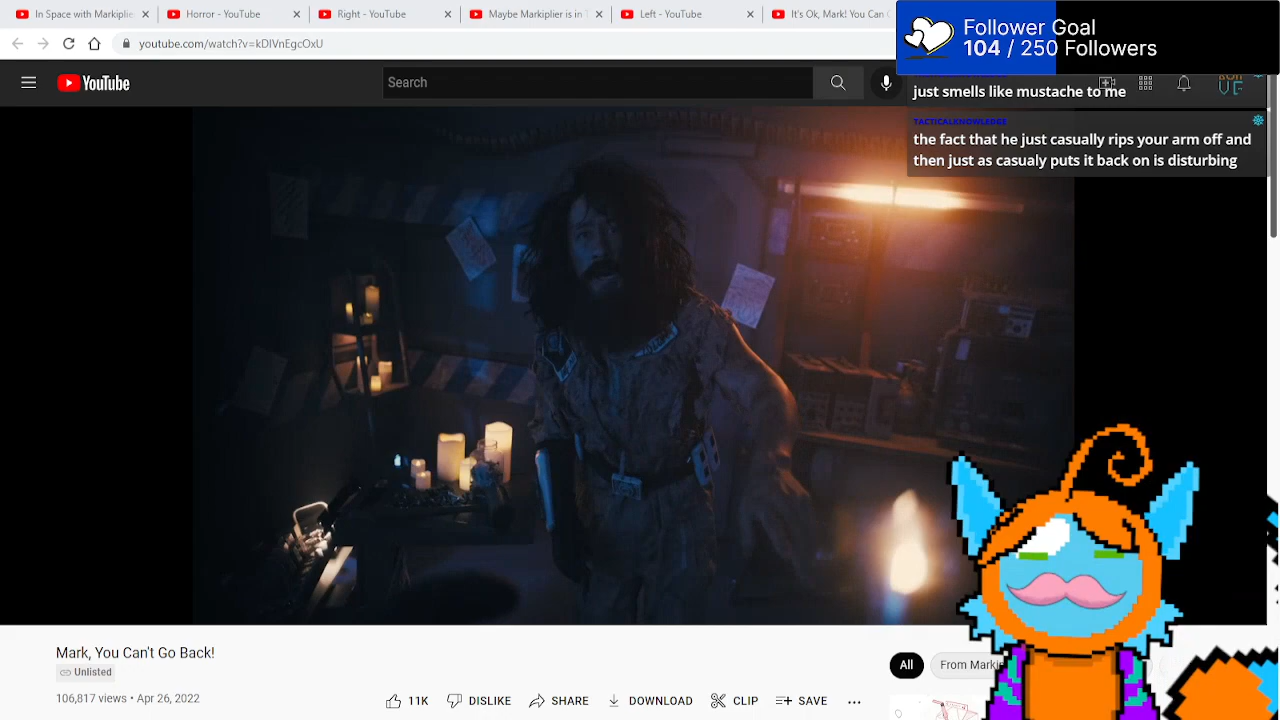 In Space with Markiplie
Horror - YouTube
Right - YouTube
Maybe Markiplier is in
Left - YouTube
It's Ok, Mark! You Can
youtube.com/watch?v=kDIVnEgcOxU
Follower Goal
104 / 250 Followers
YouTube
Search
just smells like mustache to me
TACTICALKNOWLEDGE
the fact that he just casually rips your arm off and
then just as casualy puts it back on is disturbing
Mark, You Can't Go Back!
Unlisted
106,817 views • Apr 26, 2022
11K
DISLIKE
SHARE
DOWNLOAD
CLIP
SAVE
All
From Markip